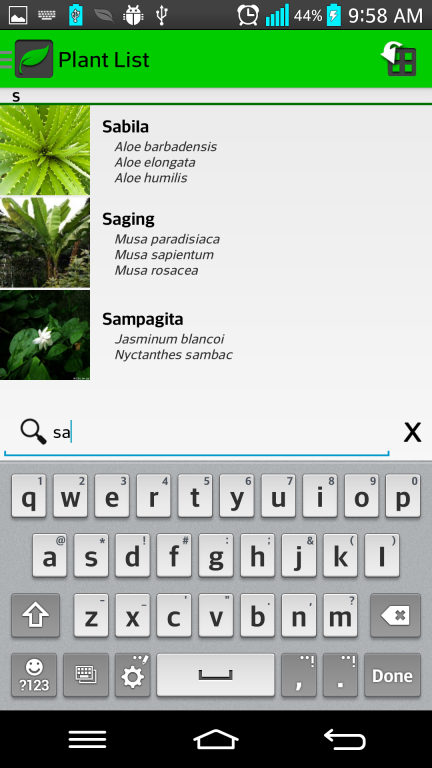 44% 9:58 AM
Plant List
S
Sabila
Aloe barbadensis
Aloe elongata
Aloe humilis
Saging
Musa paradisiaca
Musa sapientum
Musa rosacea
Sampagita
Jasminum blancoi
Nyctanthes sambac
sa X
1 2 3 4 5 6 7 8 9 0
q w e r t y u i o p
@ * ! # : ; & ( )
a s d f g h j k l
- _ ' " . , ?
z x c v b n m
?123 , . Done